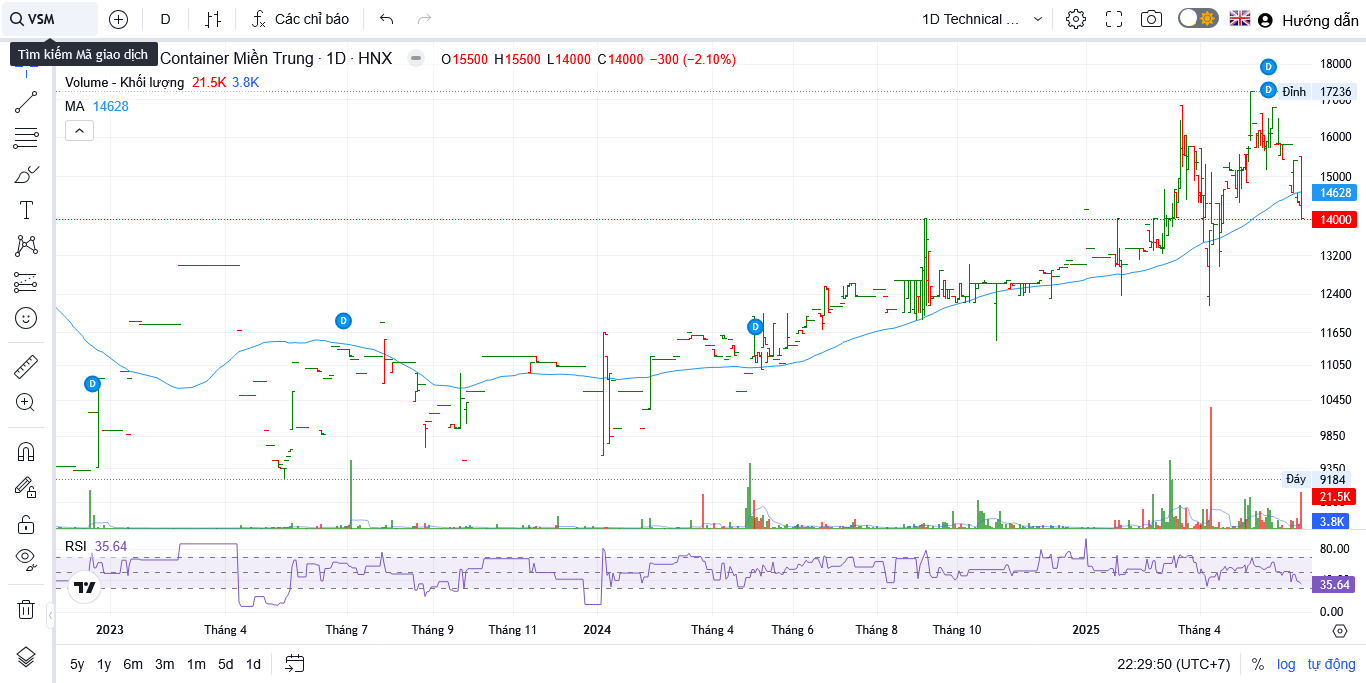 VSM
D
Các chỉ báo
1D Technical ...
Hướng dẫn
Tìm kiếm Mã giao dịch
Container Miền Trung · 1D · HNX
O15500 H15500 L14000 C14000 −300 (−2.10%)
Volume - Khối lượng 21.5K 3.8K
MA 14628
D
D
D
D
D
18000
Đỉnh 17236
17000
16000
15000
14628
14000
13200
12400
11650
11050
10450
9850
9350
Đáy 9184
21.5K
3.8K
RSI 35.64
80.00
35.64
0.00
2023 Tháng 4 Tháng 7 Tháng 9 Tháng 11 2024 Tháng 4 Tháng 6 Tháng 8 Tháng 10 2025 Tháng 4
5y 1y 6m 3m 1m 5d 1d
22:29:50 (UTC+7) % log tự động